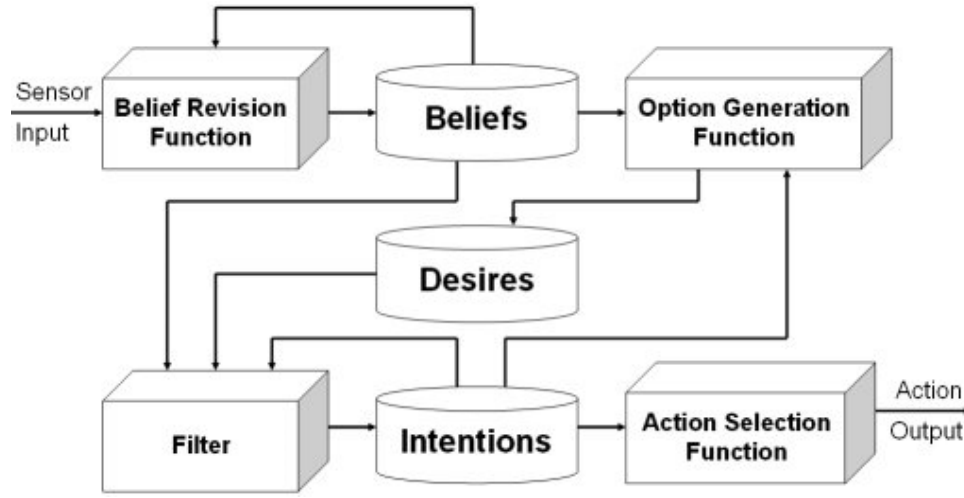 Sensor
Input
Belief Revision
Function
Beliefs
Option Generation
Function
Desires
Filter
Intentions
Action Selection
Function
Action
Output